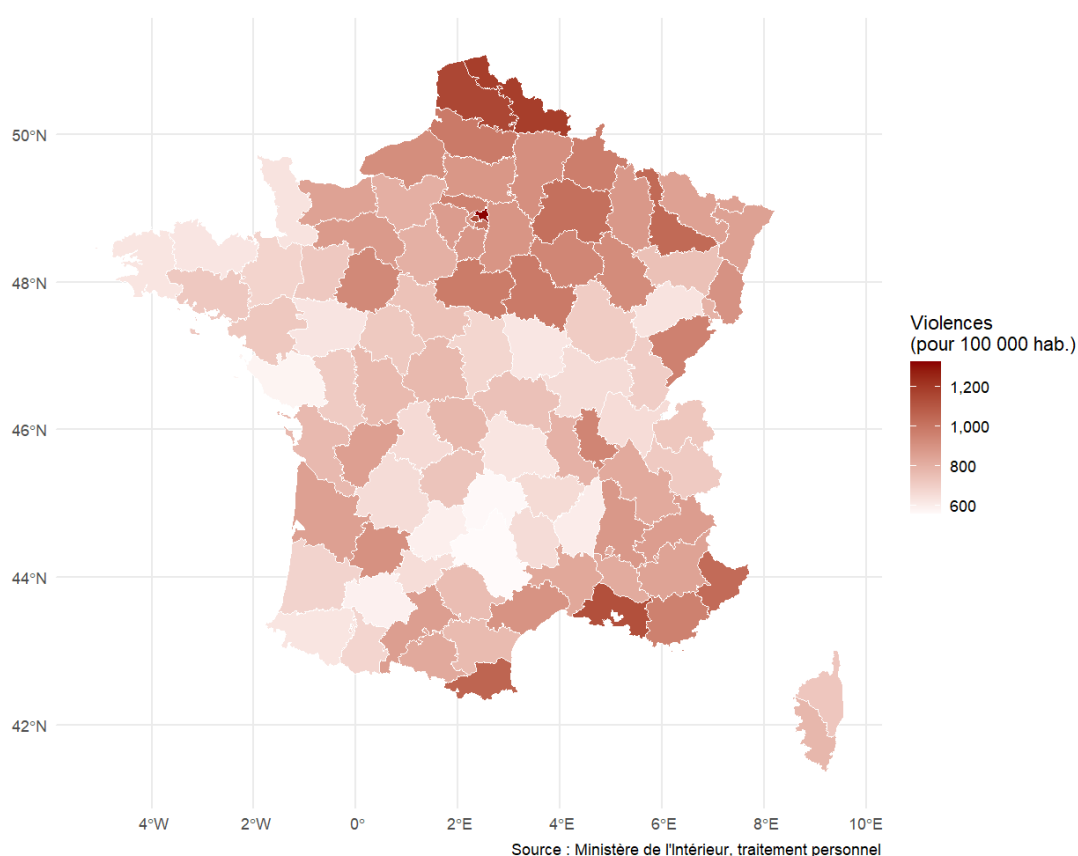 50°N
48°N
46°N
44°N
42°N
4°W
2°W
0°
2°E
4°E
6°E
8°E
10°E
Violences
(pour 100 000 hab.)
1,200
1,000
800
600
Source : Ministère de l'Intérieur, traitement personnel